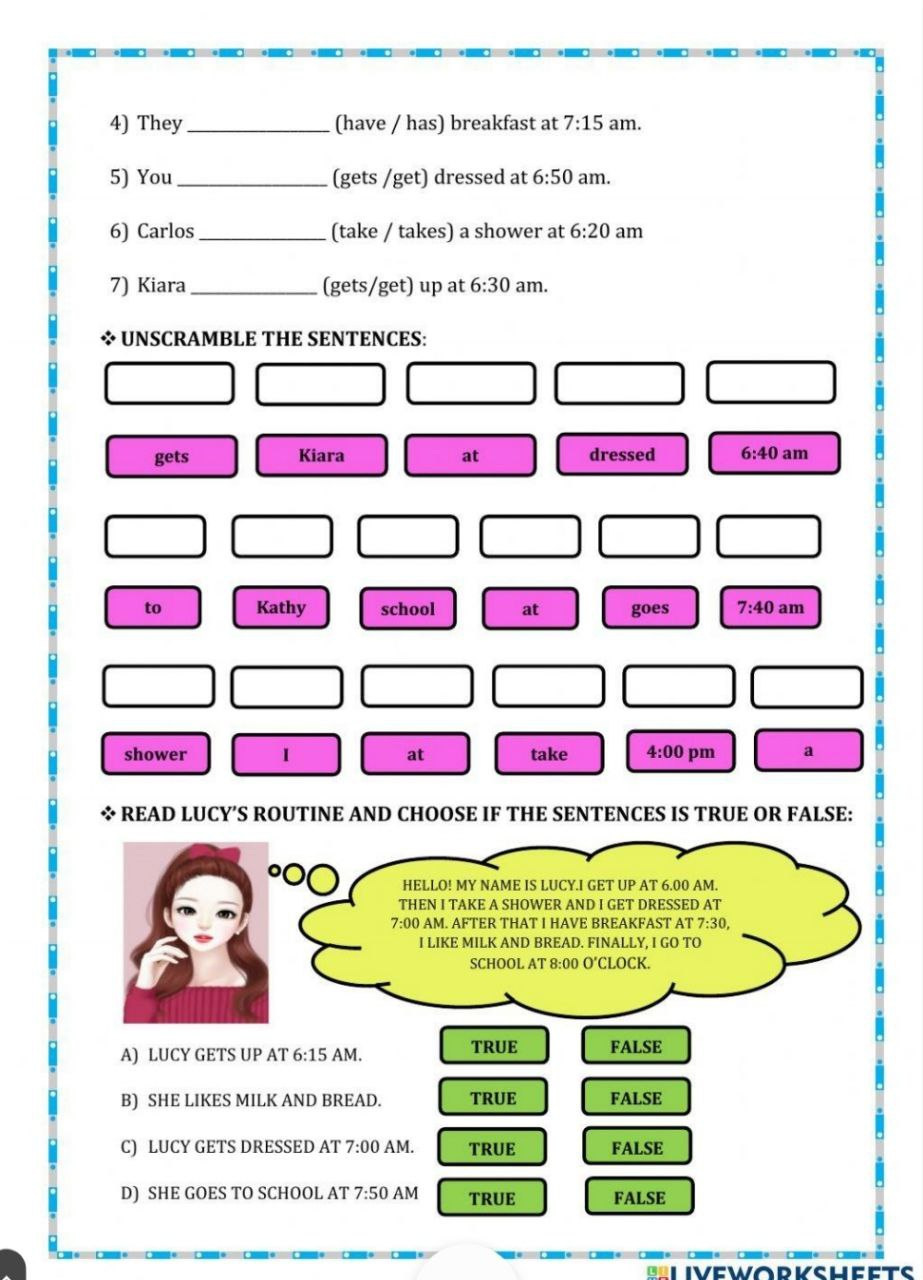 4) They _______________ (have / has) breakfast at 7:15 am.
5) You ________________ (gets /get) dressed at 6:50 am.
6) Carlos ______________ (take / takes) a shower at 6:20 am
7) Kiara ______________ (gets/get) up at 6:30 am.
❖ UNSCRAMBLE THE SENTENCES:
gets Kiara at dressed 6:40 am
to Kathy school at goes 7:40 am
shower I at take 4:00 pm a
❖ READ LUCY'S ROUTINE AND CHOOSE IF THE SENTENCES IS TRUE OR FALSE:
HELLO! MY NAME IS LUCY.I GET UP AT 6.00 AM.
THEN I TAKE A SHOWER AND I GET DRESSED AT
7:00 AM. AFTER THAT I HAVE BREAKFAST AT 7:30,
I LIKE MILK AND BREAD. FINALLY, I GO TO
SCHOOL AT 8:00 O'CLOCK.
A) LUCY GETS UP AT 6:15 AM. TRUE FALSE
B) SHE LIKES MILK AND BREAD. TRUE FALSE
C) LUCY GETS DRESSED AT 7:00 AM. TRUE FALSE
D) SHE GOES TO SCHOOL AT 7:50 AM TRUE FALSE
LIVEWORKSHEETS